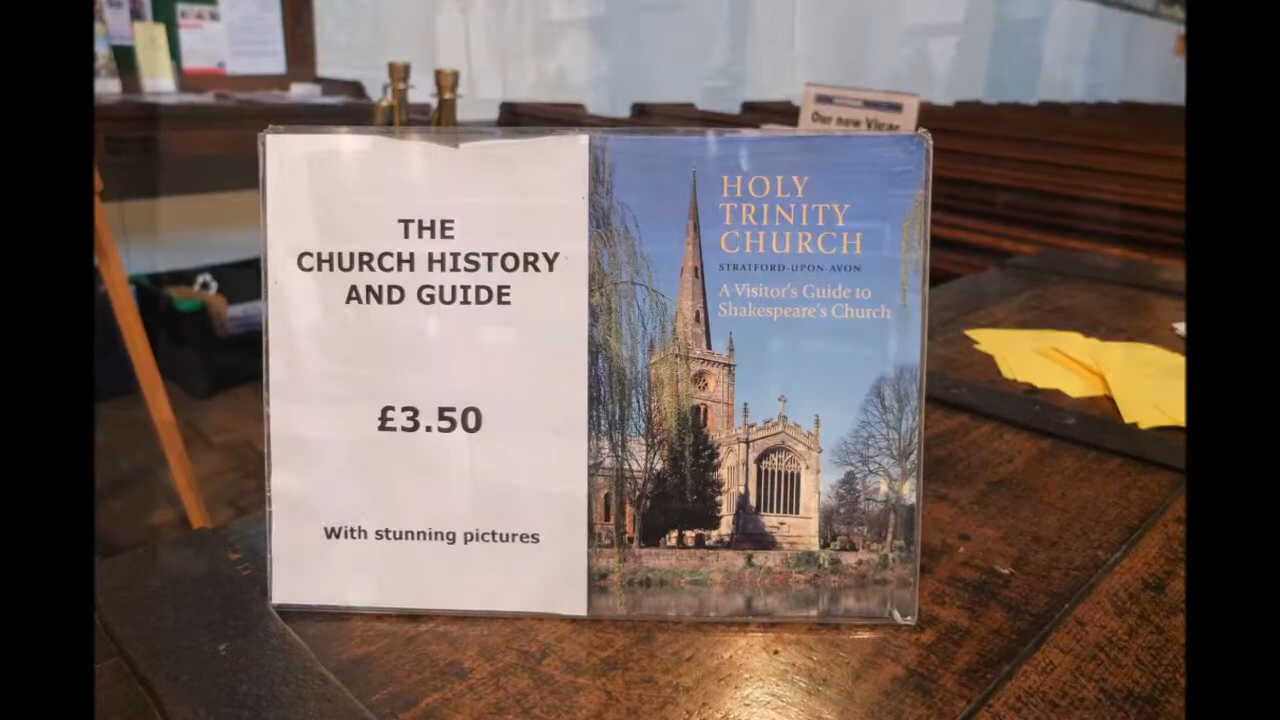 Our new Vicar
THE
CHURCH HISTORY
AND GUIDE
£3.50
With stunning pictures
HOLY
TRINITY
CHURCH
STRATFORD-UPON-AVON
A Visitor's Guide to
Shakespeare's Church